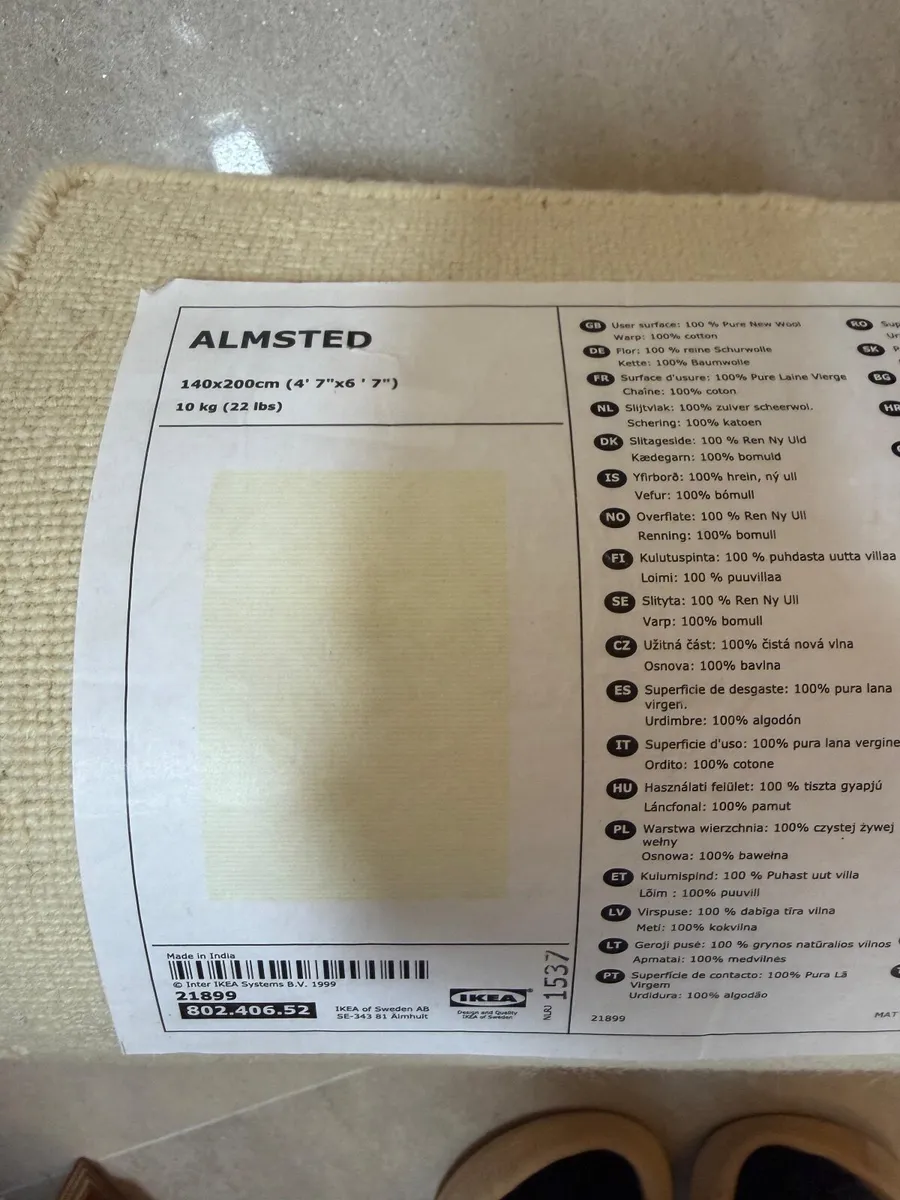 ALMSTED
140x200cm (4' 7"x6 ' 7")
10 kg (22 lbs)
GB User surface: 100 % Pure New Wool
Warp: 100% cotton
DE Flor: 100 % reine Schurwolle
Kette: 100% Baumwolle
FR Surface d'usure: 100% Pure Laine Vierge
Chaîne: 100% coton
NL Slijtvlak: 100% zuiver scheerwol.
Schering: 100% katoen
DK Slitageside: 100 % Ren Ny Uld
Kædegarn: 100% bomuld
IS Yfirborð: 100% hrein, ný ull
Vefur: 100% bómull
NO Overflate: 100 % Ren Ny Ull
Renning: 100% bomull
FI Kulutuspinta: 100 % puhdasta uutta villaa
Loimi: 100 % puuvillaa
SE Slityta: 100 % Ren Ny Ull
Varp: 100% bomull
CZ Užitná část: 100% čistá nová vlna
Osnova: 100% bavlna
ES Superficie de desgaste: 100% pura lana
virgen.
Urdimbre: 100% algodón
IT Superficie d'uso: 100% pura lana vergine
Ordito: 100% cotone
HU Használati felület: 100 % tiszta gyapjú
Láncfonal: 100% pamut
PL Warstwa wierzchnia: 100% czystej żywej
wełny
Osnowa: 100% bawełna
ET Kulumispind: 100 % Puhast uut villa
Lõim : 100% puuvill
LV Virspuse: 100 % dabīga tīra vilna
Meti: 100% kokvilna
LT Geroji pusė: 100 % grynos natūralios vilnos
Apmatai: 100% medvilnės
PT Superfície de contacto: 100% Pura Lã
Virgem
Urdidura: 100% algodão
21899
RO
SK
BG
HR
MAT
Made in India
© Inter IKEA Systems B.V. 1999
21899
802.406.52
IKEA of Sweden AB
SE-343 81 Älmhult
IKEA
Design and Quality
IKEA of Sweden
1537